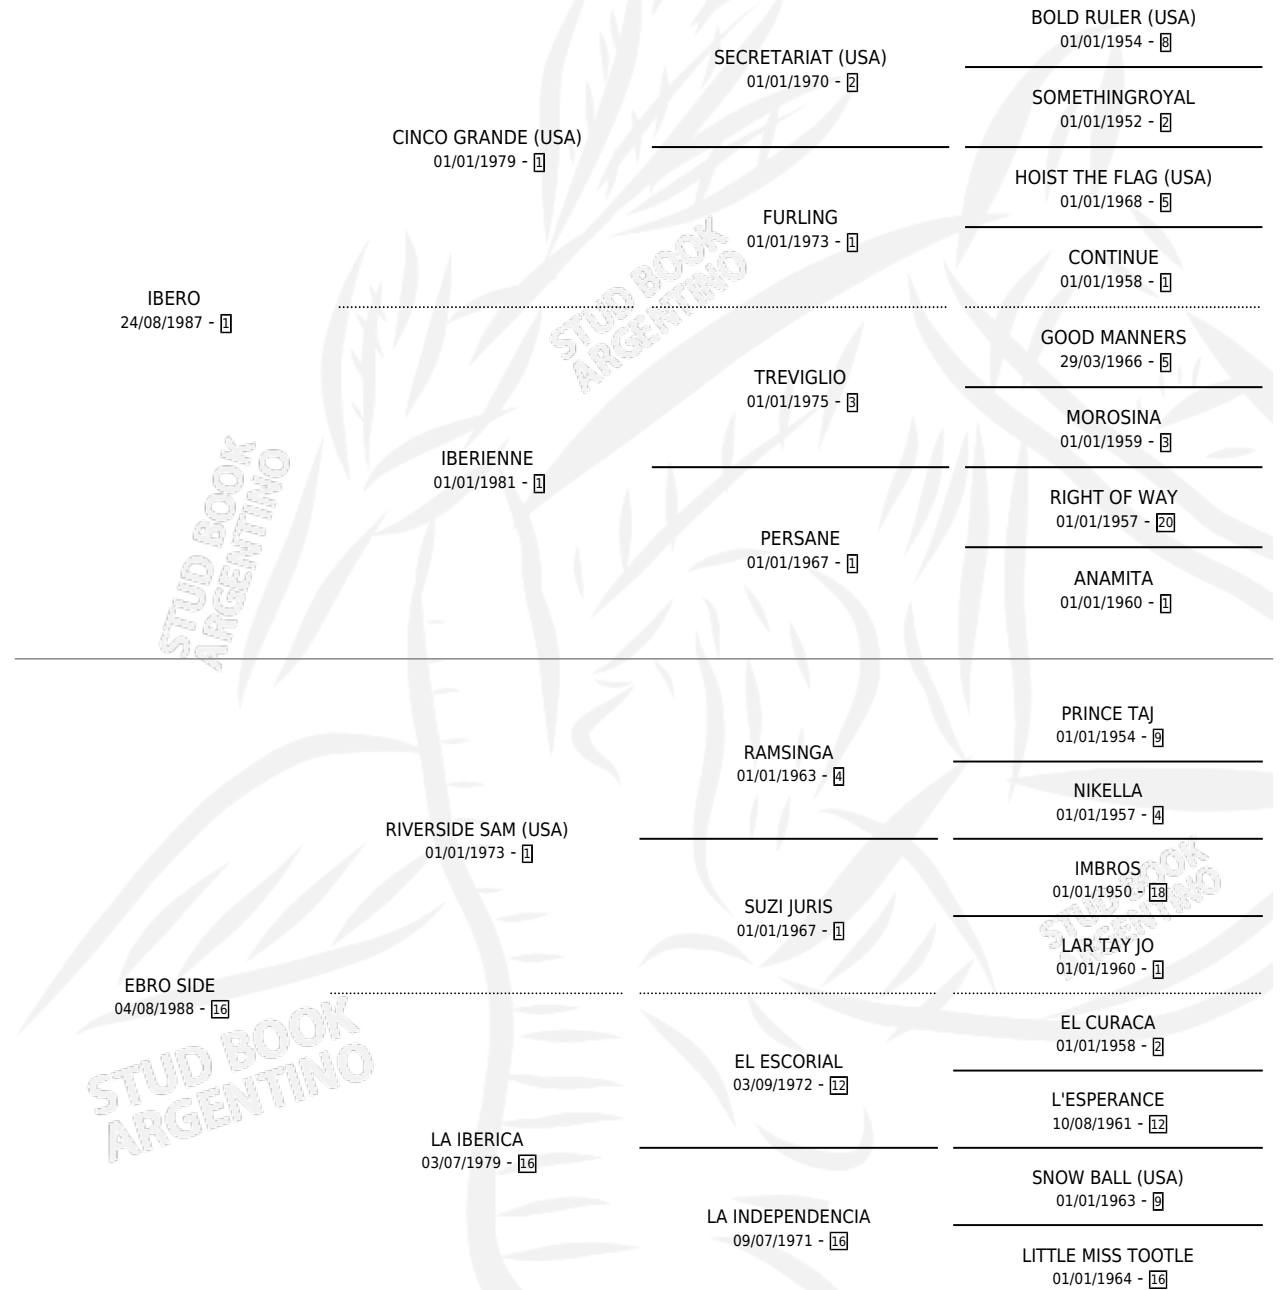 BOLD RULER (USA)
01/01/1954 - 8
SECRETARIAT (USA)
01/01/1970 - 2
SOMETHINGROYAL
01/01/1952 - 2
CINCO GRANDE (USA)
01/01/1979 - 1
HOIST THE FLAG (USA)
01/01/1968 - 5
FURLING
01/01/1973 - 1
CONTINUE
01/01/1958 - 1
IBERO
24/08/1987 - 1
STUD BOOK
ARGENTINO
GOOD MANNERS
29/03/1966 - 5
TREVIGLIO
01/01/1975 - 3
MOROSINA
01/01/1959 - 3
IBERIENNE
01/01/1981 - 1
RIGHT OF WAY
01/01/1957 - 20
PERSANE
01/01/1967 - 1
ANAMITA
01/01/1960 - 1
STUD BOOK
ARGENTINO
PRINCE TAJ
01/01/1954 - 9
RAMSINGA
01/01/1963 - 4
NIKELLA
01/01/1957 - 4
RIVERSIDE SAM (USA)
01/01/1973 - 1
IMBROS
01/01/1950 - 18
SUZI JURIS
01/01/1967 - 1
LAR TAY JO
01/01/1960 - 1
STUD BOOK
ARGENTINO
EBRO SIDE
04/08/1988 - 16
EL CURACA
01/01/1958 - 2
EL ESCORIAL
03/09/1972 - 12
L'ESPERANCE
10/08/1961 - 12
STUD BOOK
ARGENTINO
LA IBERICA
03/07/1979 - 16
SNOW BALL (USA)
01/01/1963 - 9
LA INDEPENDENCIA
09/07/1971 - 16
LITTLE MISS TOOTLE
01/01/1964 - 16